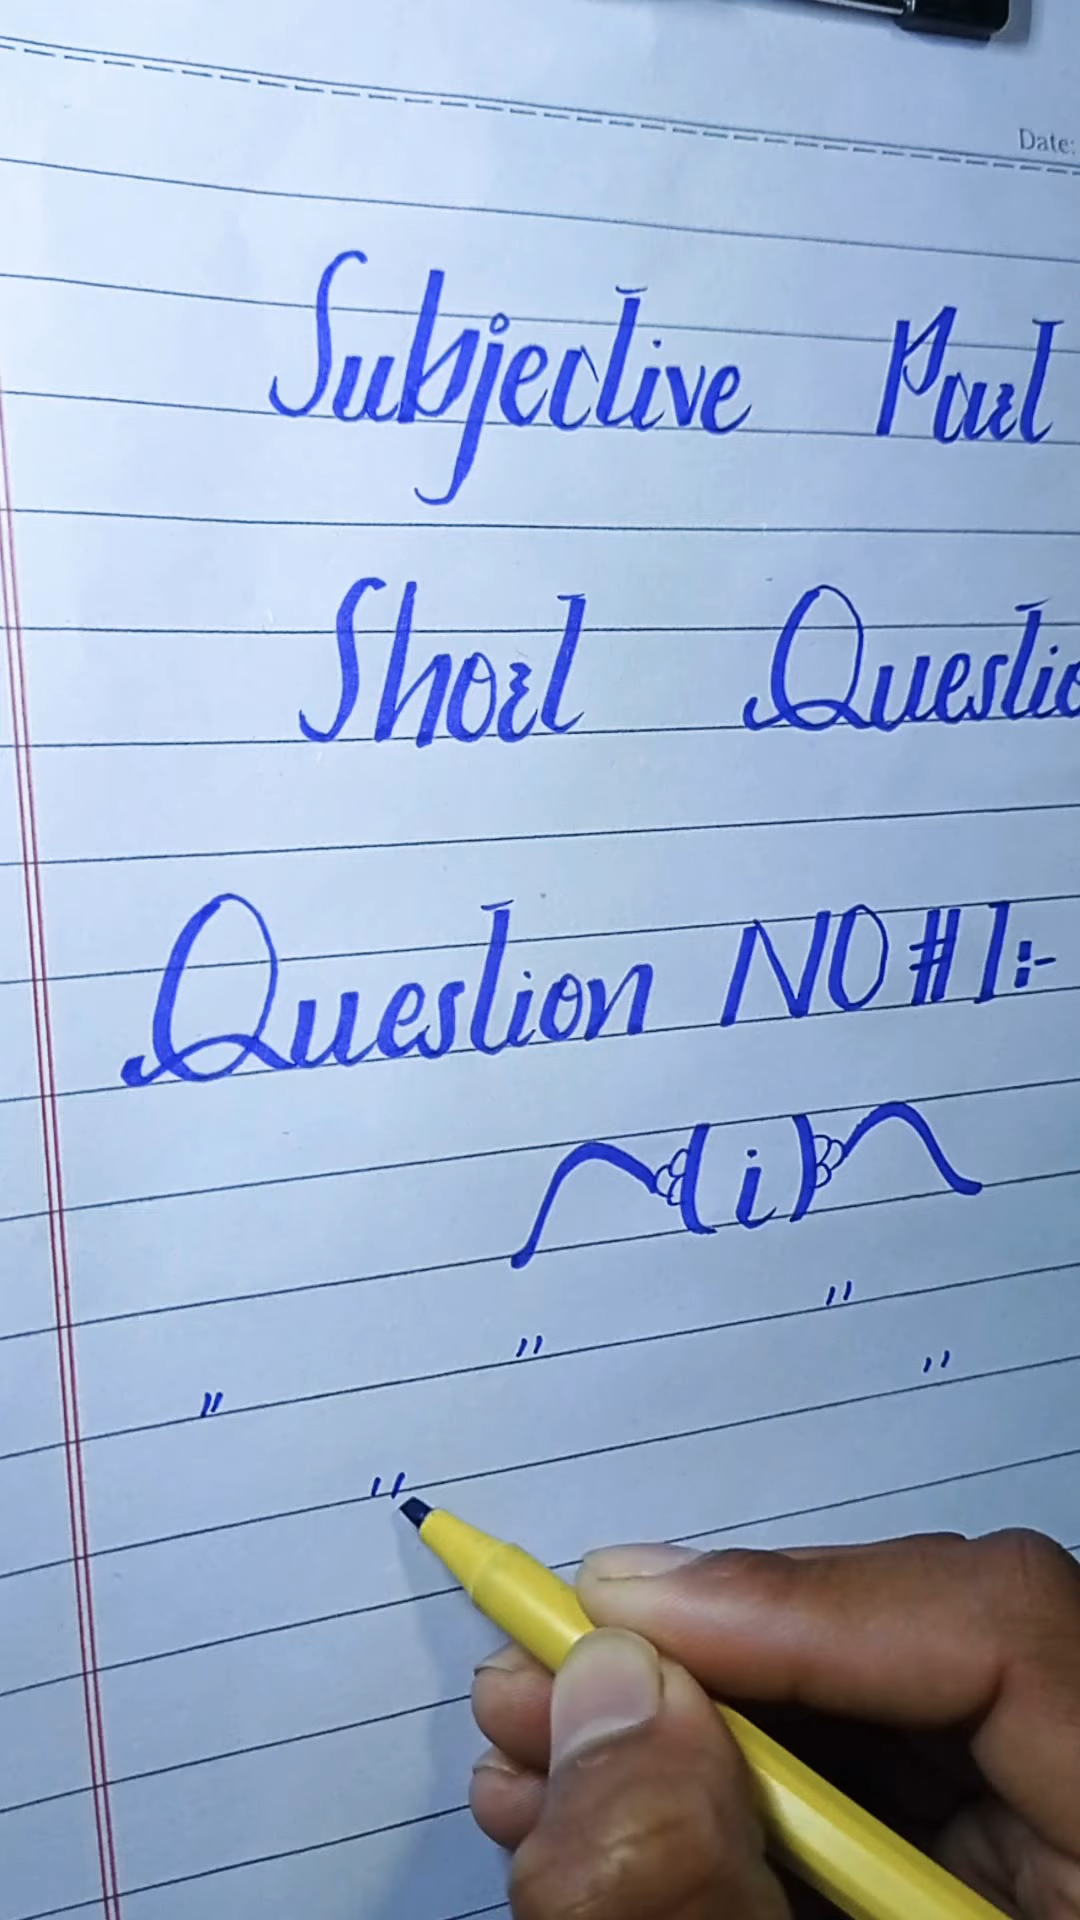 Date:
Subjective Part
Short Questio
Question NO #1:-
(i)
" " "
" "